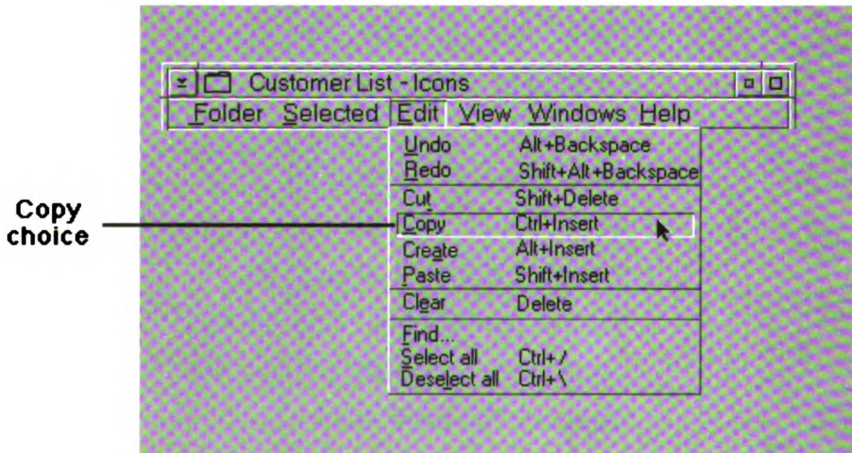 Customer List - Icons
Folder Selected Edit View Windows Help
Undo Alt+Backspace
Redo Shift+Alt+Backspace
Cut Shift+Delete
Copy
choice
Copy Ctrl+Insert
Create Alt+Insert
Paste Shift+Insert
Clear Delete
Find...
Select all Ctrl+/
Deselect all Ctrl+\